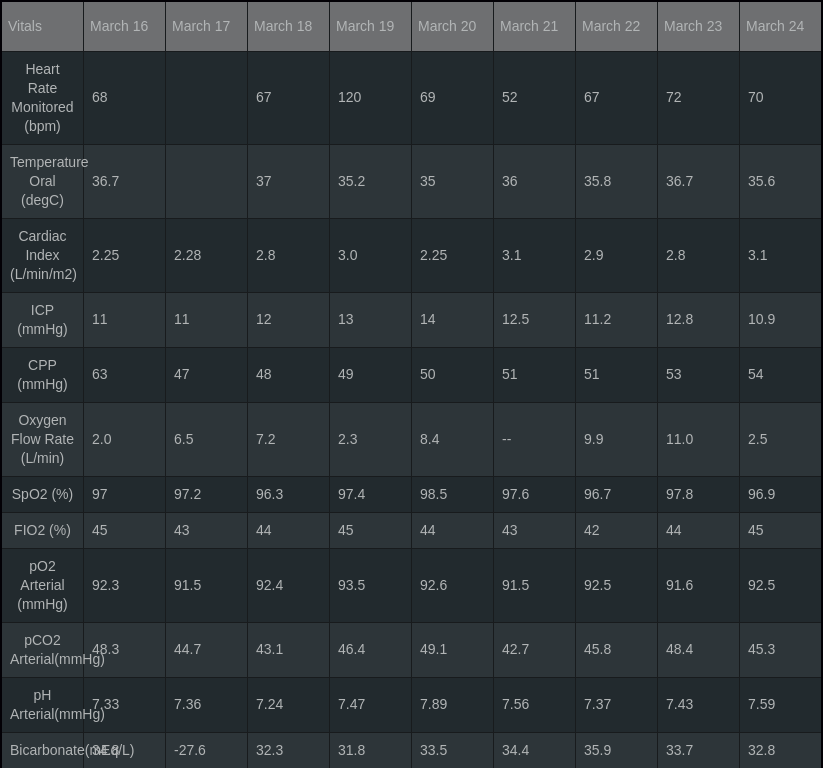 Vitals March 16 March 17 March 18 March 19 March 20 March 21 March 22 March 23 March 24
Heart
Rate
Monitored
(bpm) 68 67 120 69 52 67 72 70
Temperature
Oral
(degC) 36.7 37 35.2 35 36 35.8 36.7 35.6
Cardiac
Index
(L/min/m2) 2.25 2.28 2.8 3.0 2.25 3.1 2.9 2.8 3.1
ICP
(mmHg) 11 11 12 13 14 12.5 11.2 12.8 10.9
CPP
(mmHg) 63 47 48 49 50 51 51 53 54
Oxygen
Flow Rate
(L/min) 2.0 6.5 7.2 2.3 8.4 -- 9.9 11.0 2.5
SpO2 (%) 97 97.2 96.3 97.4 98.5 97.6 96.7 97.8 96.9
FIO2 (%) 45 43 44 45 44 43 42 44 45
pO2
Arterial
(mmHg) 92.3 91.5 92.4 93.5 92.6 91.5 92.5 91.6 92.5
pCO2
Arterial(mmHg) 48.3 44.7 43.1 46.4 49.1 42.7 45.8 48.4 45.3
pH
Arterial(mmHg) 7.33 7.36 7.24 7.47 7.89 7.56 7.37 7.43 7.59
Bicarbonate(mEq/L) -27.6 32.3 31.8 33.5 34.4 35.9 33.7 32.8